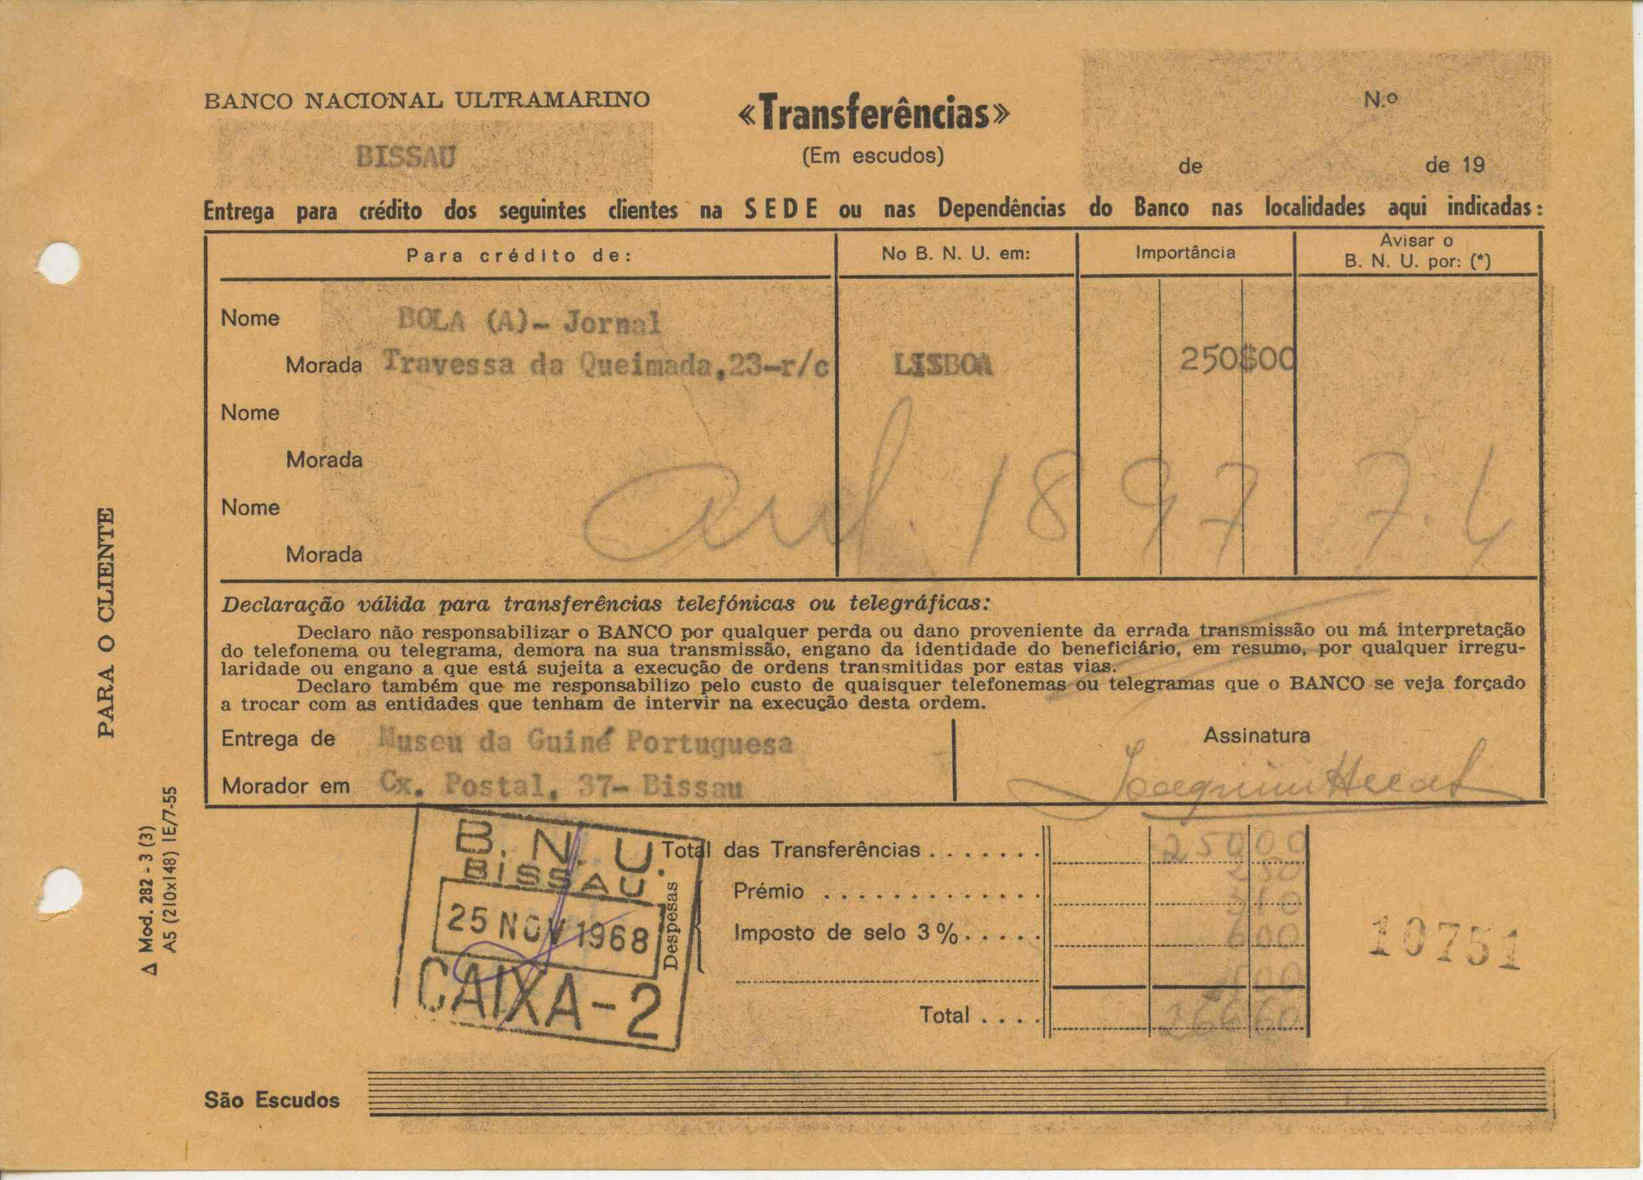 BANCO NACIONAL ULTRAMARINO
BISSAU
«Transferências»
(Em escudos)
N.º
de de 19
Entrega para crédito dos seguintes clientes na SEDE ou nas Dependências do Banco nas localidades aqui indicadas:
Para crédito de: No B. N. U. em: Importância Avisar o B. N. U. por: (*)
Nome BOLA (A)- Jornal
Morada Travessa da Queimada,23-r/c LISBOA 250$00
Nome
Morada
Nome
Morada
18 97 7.4
Declaração válida para transferências telefónicas ou telegráficas:
Declaro não responsabilizar o BANCO por qualquer perda ou dano proveniente da errada transmissão ou má interpretação
do telefonema ou telegrama, demora na sua transmissão, engano da identidade do beneficiário, em resumo, por qualquer irregu-
laridade ou engano a que está sujeita a execução de ordens transmitidas por estas vias.
Declaro também que me responsabilizo pelo custo de quaisquer telefonemas ou telegramas que o BANCO se veja forçado
a trocar com as entidades que tenham de intervir na execução desta ordem.
Entrega de Museu da Guiné Portuguesa
Assinatura
Morador em Cx. Postal, 37- Bissau
Joaquim
B. N. U.
BISSAU
25 NOV 1968
CAIXA-2
Despesas
Total das Transferências . . . . . . . 250 00
Prémio . . . . . . . . . . . . .
Imposto de selo 3%. . . . .
Total . . . .
10751
São Escudos
PARA O CLIENTE
Δ Mod. 282 - 3 (3)
A5 (210x148) 1E/7-55